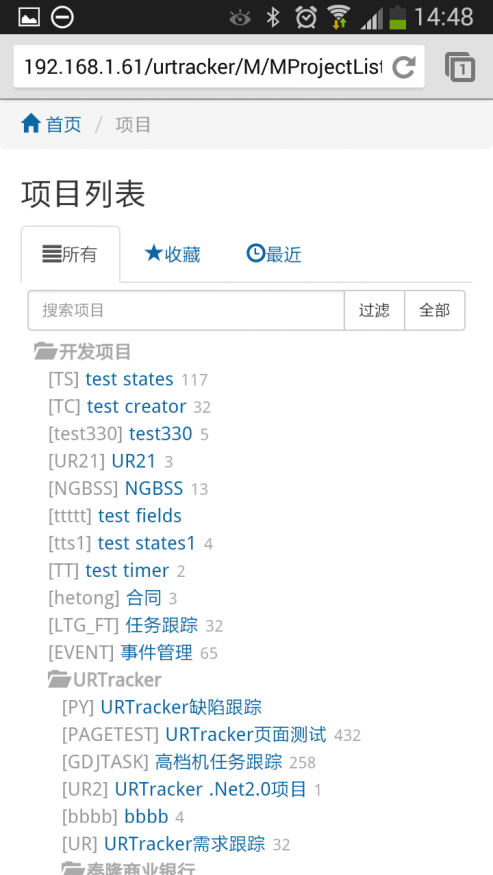 14:48
192.168.1.61/urtracker/M/MProjectList
1
首页 / 项目
项目列表
所有 收藏 最近
搜索项目 过滤 全部
开发项目
[TS] test states 117
[TC] test creator 32
[test330] test330 5
[UR21] UR21 3
[NGBSS] NGBSS 13
[ttttt] test fields
[tts1] test states1 4
[TT] test timer 2
[hetong] 合同 3
[LTG_FT] 任务跟踪 32
[EVENT] 事件管理 65
URTracker
[PY] URTracker缺陷跟踪
[PAGETEST] URTracker页面测试 432
[GDJTASK] 高档机任务跟踪 258
[UR2] URTracker .Net2.0项目 1
[bbbb] bbbb 4
[UR] URTracker需求跟踪 32
泰隆商业银行